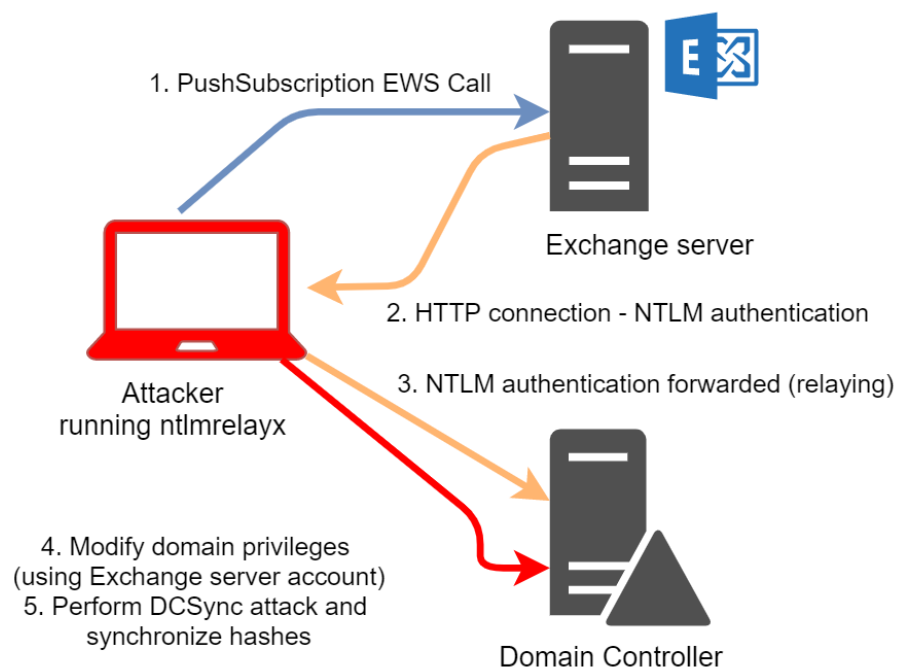 1. PushSubscription EWS Call
E
Exchange server
2. HTTP connection - NTLM authentication
3. NTLM authentication forwarded (relaying)
Attacker
running ntlmrelayx
4. Modify domain privileges
(using Exchange server account)
5. Perform DCSync attack and
synchronize hashes
Domain Controller